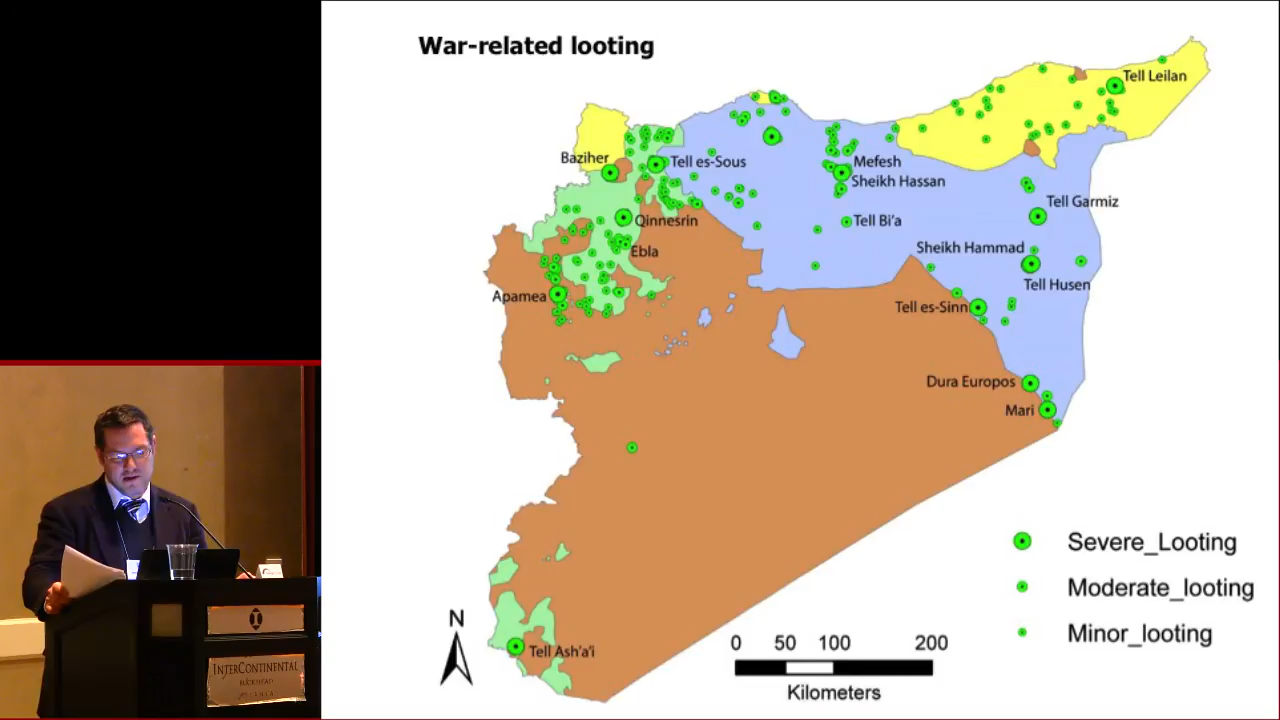 War-related looting
Tell Leilan
Baziher
Tell es-Sous
Mefesh
Sheikh Hassan
Tell Garmiz
Qinnesrin
Tell Bi'a
Ebla
Sheikh Hammad
Tell Husen
Apamea
Tell es-Sinn
Dura Europos
Mari
Severe_Looting
Moderate_looting
Minor_looting
N
0 50 100 200
Kilometers
Tell Ash'a'i
INTERCONTINENTAL
BUCKHEAD